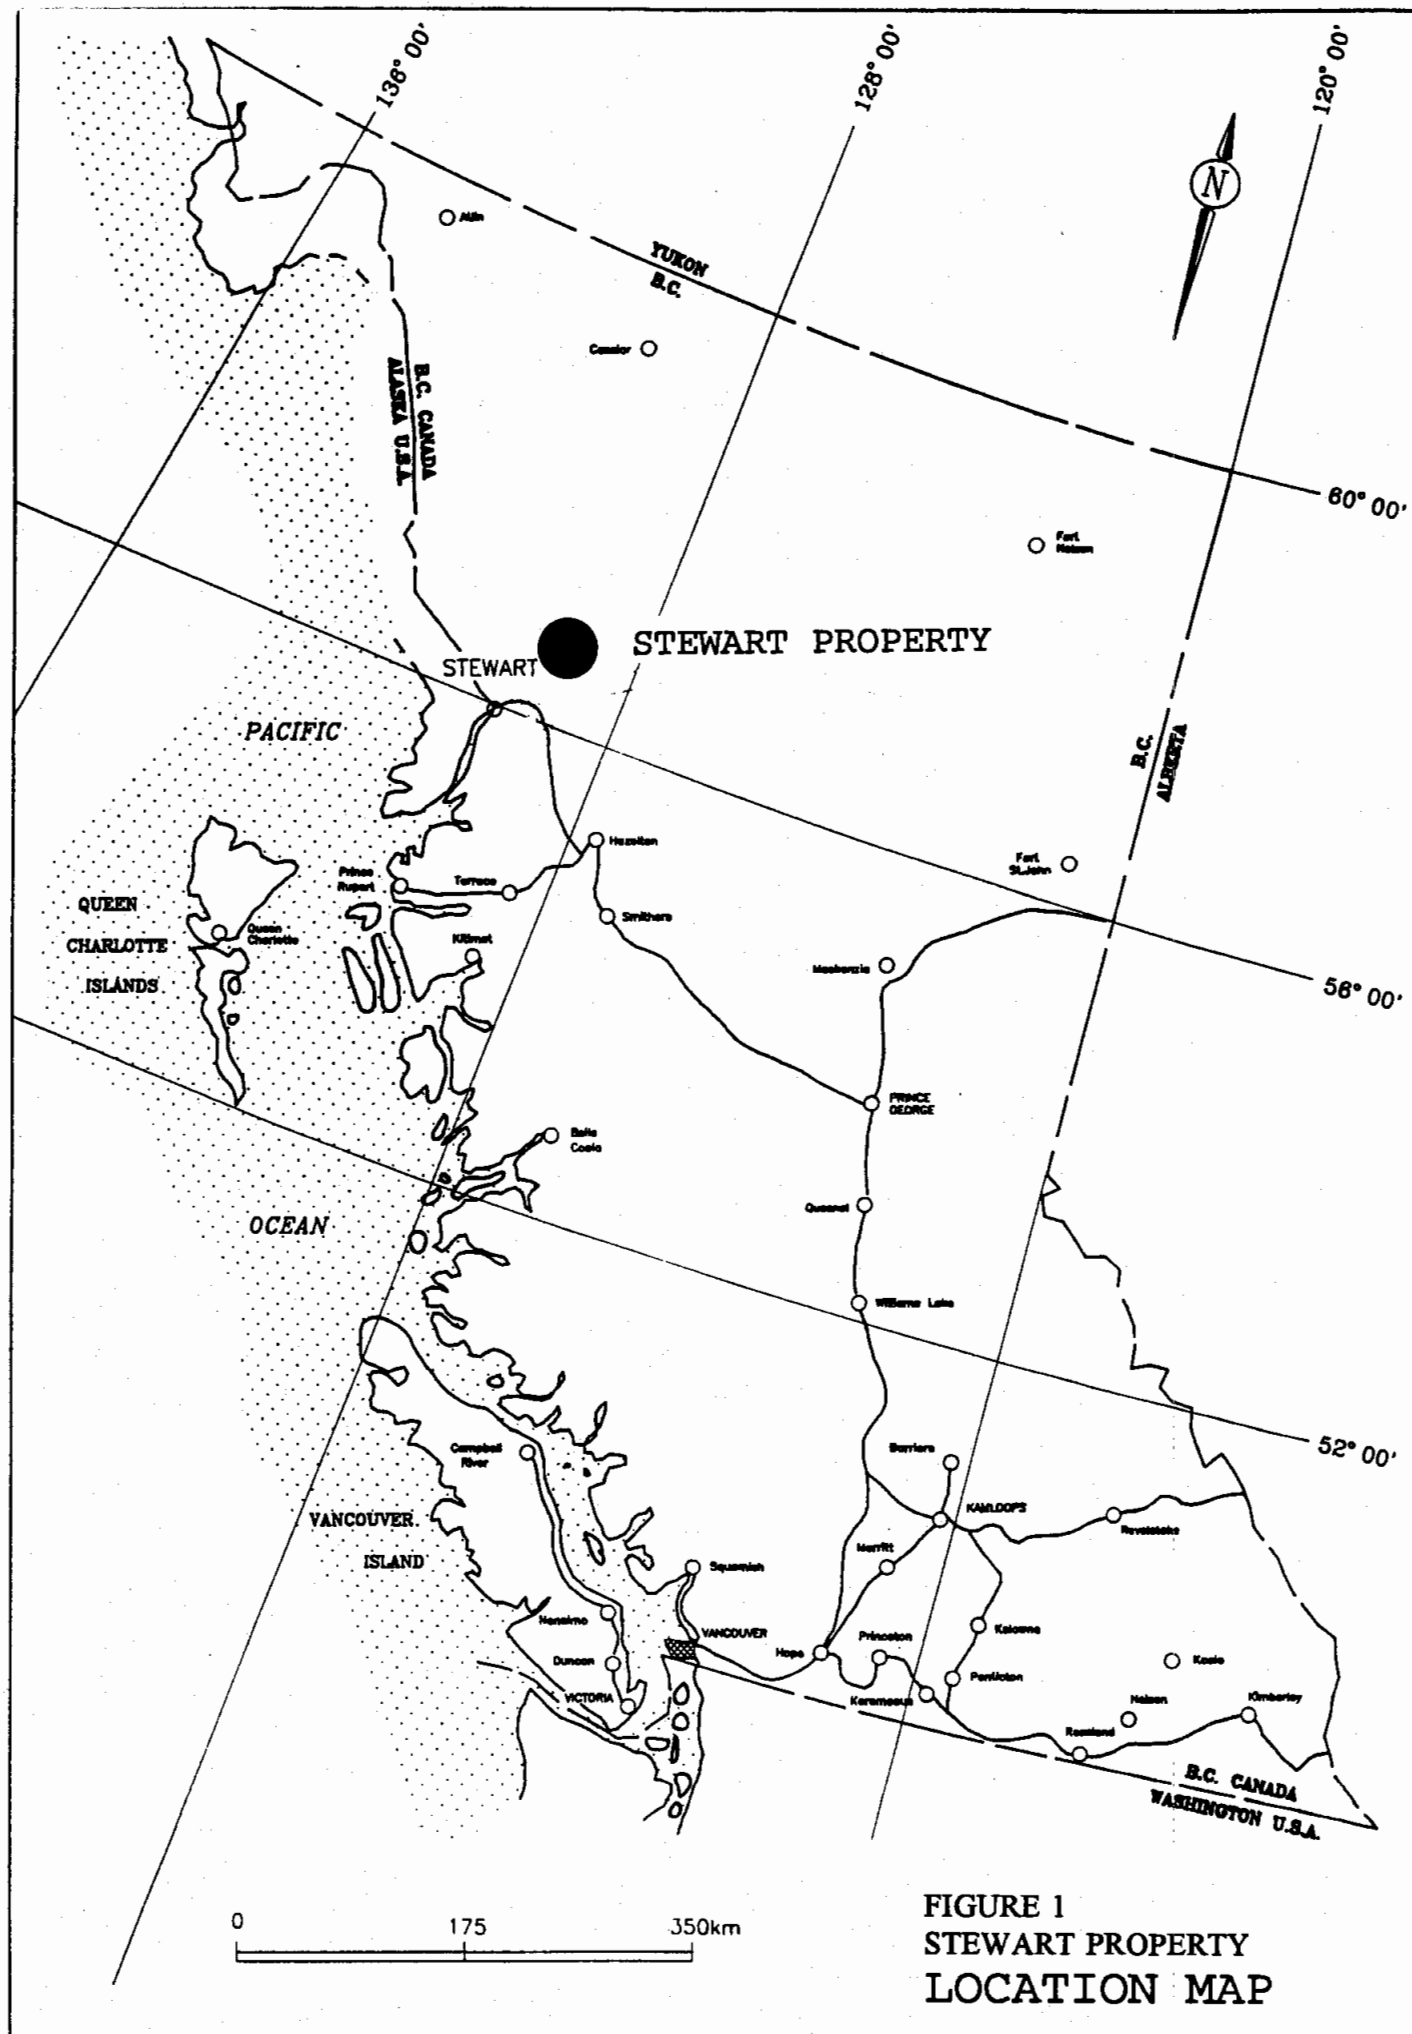 136° 00'
128° 00'
120° 00'
N
Atlin
YUKON
B.C.
Cassiar
B.C. CANADA
ALASKA U.S.A.
60° 00'
Fort
Nelson
STEWART PROPERTY
STEWART
PACIFIC
B.C.
ALBERTA
Hazelton
Fort
St.John
Prince
Rupert
Terrace
QUEEN
CHARLOTTE
ISLANDS
Queen
Charlotte
Smithers
Kitimat
Mackenzie
56° 00'
PRINCE
GEORGE
Bella
Coola
Quesnel
OCEAN
Williams Lake
52° 00'
Campbell
River
Barriere
KAMLOOPS
Revelstoke
VANCOUVER
ISLAND
Merritt
Squamish
Nanaimo
VANCOUVER
Hope
Princeton
Kelowna
Duncan
Penticton
Kaslo
VICTORIA
Keremeos
Nelson
Kimberley
Rossland
B.C. CANADA
WASHINGTON U.S.A.
0
175
350km
FIGURE 1
STEWART PROPERTY
LOCATION MAP